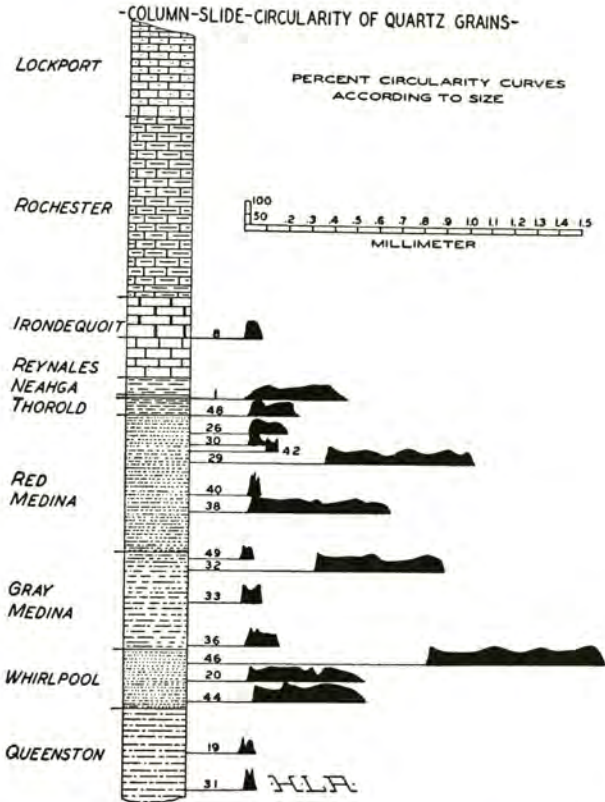 -COLUMN-SLIDE-CIRCULARITY OF QUARTZ GRAINS-
LOCKPORT
PERCENT CIRCULARITY CURVES
ACCORDING TO SIZE
ROCHESTER
100
50 .2 .3 .4 .5 .6 .7 .8 .9 1.0 1.1 1.2 1.3 1.4 1.5
MILLIMETER
IRONDEQUOIT
8
REYNALES
NEAHGA
1
THOROLD
48
26
30
42
29
RED
MEDINA
40
38
49
32
GRAY
MEDINA
33
36
46
WHIRLPOOL
20
44
QUEENSTON
19
31
H.L.A.